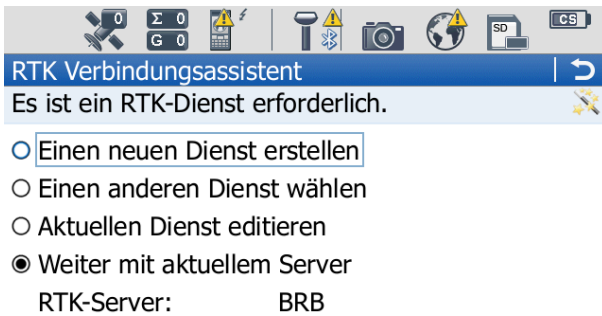 0
Σ 0
G 0
SD
CS
RTK Verbindungsassistent
Es ist ein RTK-Dienst erforderlich.
Einen neuen Dienst erstellen
Einen anderen Dienst wählen
Aktuellen Dienst editieren
Weiter mit aktuellem Server
RTK-Server: BRB